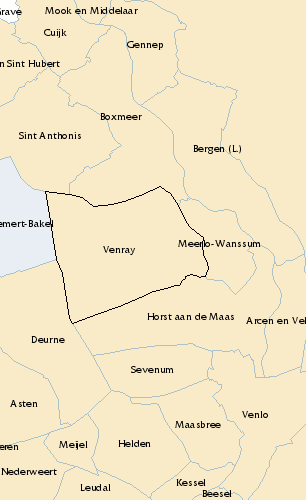 Grave
Mook en Middelaar
Cuijk
Gennep
n Sint Hubert
Boxmeer
Sint Anthonis
Bergen (L.)
emert-Bakel
Venray
Meerlo-Wanssum
Horst aan de Maas
Arcen en Vel
Deurne
Sevenum
Asten
Venlo
Maasbree
eren
Meijel
Helden
Nederweert
Kessel
Leudal
Beesel